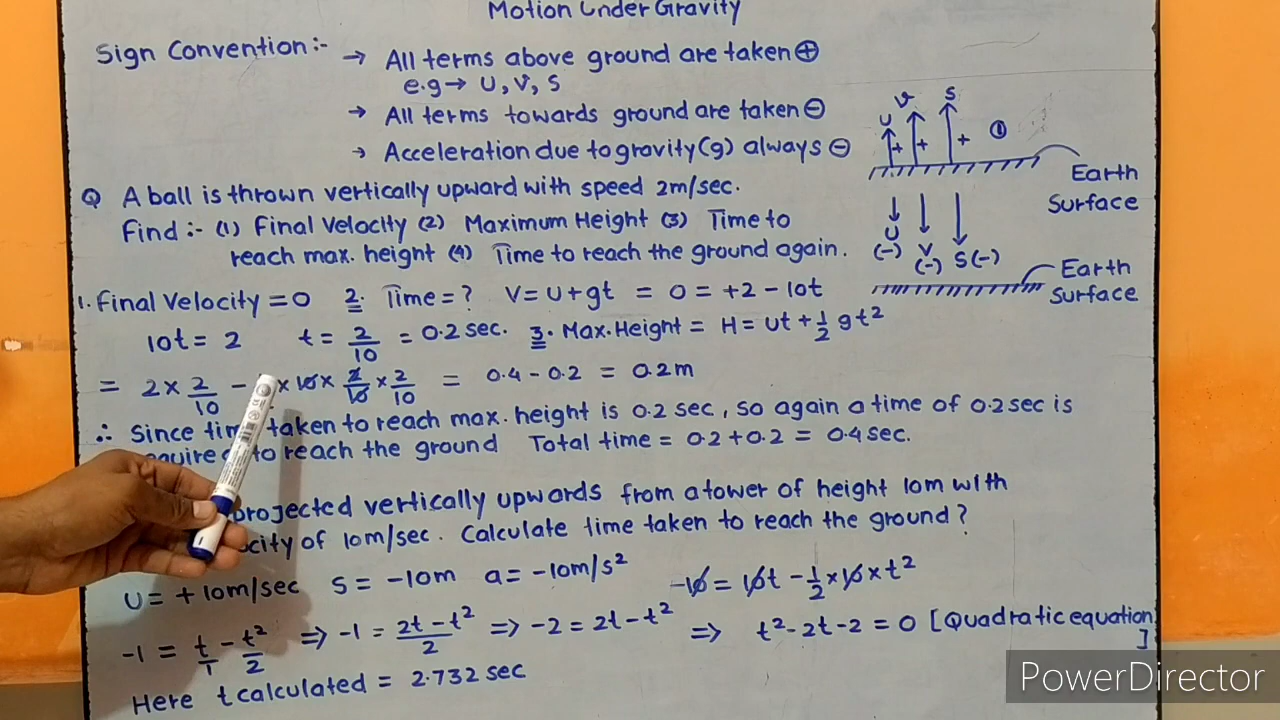 Motion Under Gravity
Sign Convention:- → All terms above ground are taken ⊕
e.g → U, V, S
→ All terms towards ground are taken ⊖
→ Acceleration due to gravity (g) always ⊖
U V S
+ + + ①
Earth
Surface
U V S(-)
(-) (-)
Earth
Surface
Q A ball is thrown vertically upward with speed 2m/sec.
Find :- (1) Final Velocity (2) Maximum Height (3) Time to
reach max. height (4) Time to reach the ground again.
1. Final Velocity = 0 2. Time = ? V = U + gt = 0 = +2 - 10t
10t = 2 t = 2/10 = 0.2 sec. 3. Max. Height = H = Ut + 1/2 gt²
= 2 × 2/10 - × 10 × 2/10 × 2/10 = 0.4 - 0.2 = 0.2m
∴ Since taken to reach max. height is 0.2 sec, so again a time of 0.2 sec is
to reach the ground Total time = 0.2 + 0.2 = 0.4 sec.
projected vertically upwards from a tower of height 10m with
of 10m/sec. Calculate time taken to reach the ground?
U = +10m/sec S = -10m a = -10m/s² -10 = 10t - 1/2 × 10 × t²
-1 = t/1 - t²/2 ⇒ -1 = 2t - t²/2 ⇒ -2 = 2t - t² ⇒ t² - 2t - 2 = 0 [Quadratic equation]
Here t calculated = 2.732 sec
PowerDirector